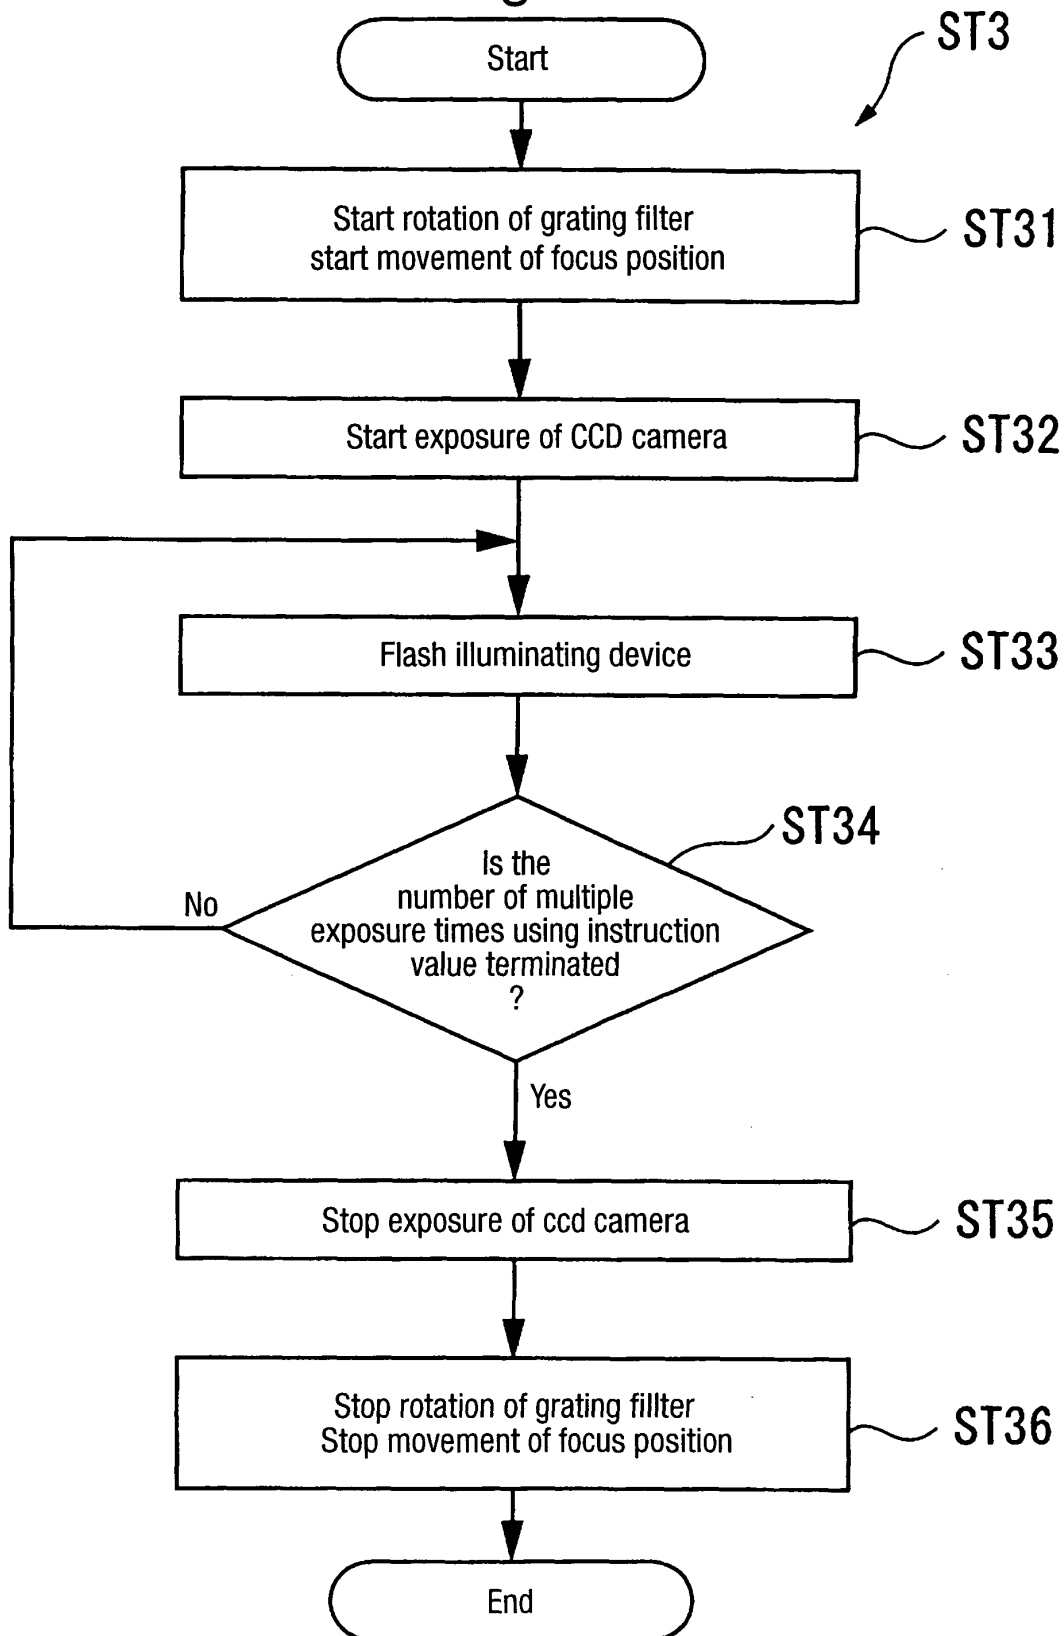 Start
ST3
Start rotation of grating filter
start movement of focus position
ST31
Start exposure of CCD camera
ST32
Flash illuminating device
ST33
ST34
Is the
number of multiple
exposure times using instruction
value terminated
?
No
Yes
Stop exposure of ccd camera
ST35
Stop rotation of grating fillter
Stop movement of focus position
ST36
End